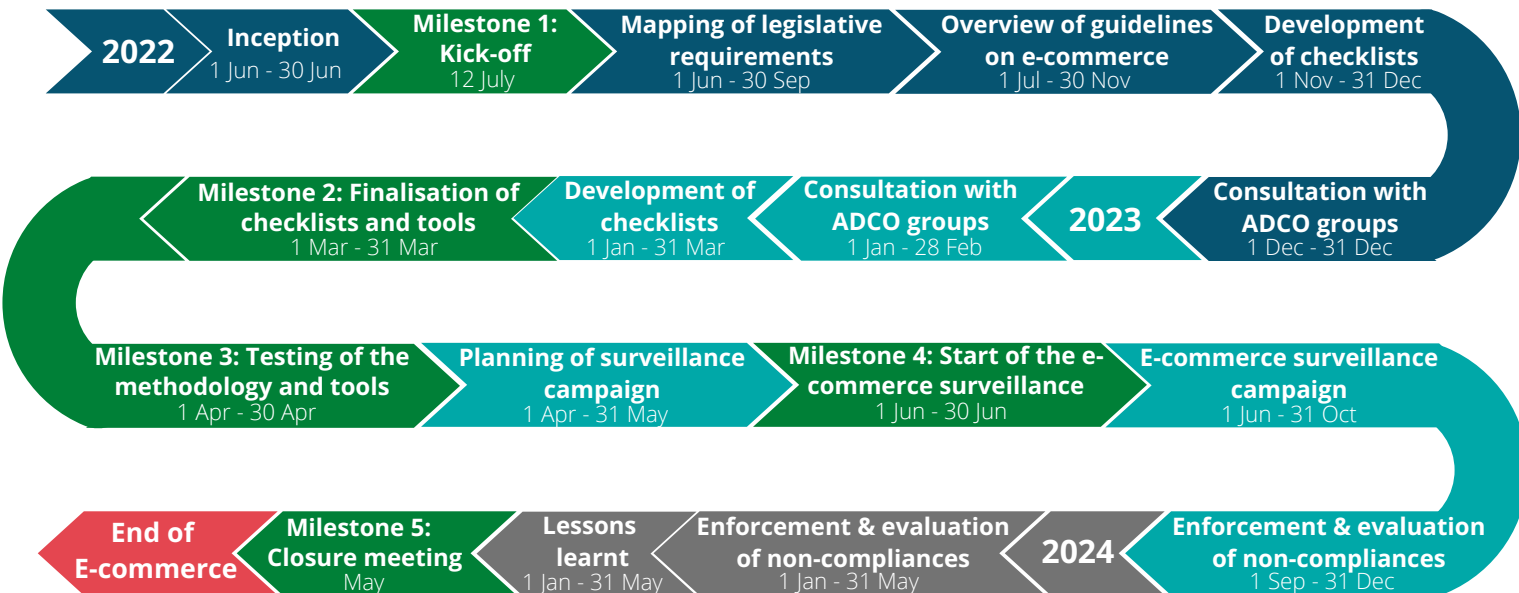 2022
Inception
1 Jun - 30 Jun
Milestone 1:
Kick-off
12 July
Mapping of legislative
requirements
1 Jun - 30 Sep
Overview of guidelines
on e-commerce
1 Jul - 30 Nov
Development
of checklists
1 Nov - 31 Dec
Consultation with
ADCO groups
1 Dec - 31 Dec
2023
Consultation with
ADCO groups
1 Jan - 28 Feb
Development of
checklists
1 Jan - 31 Mar
Milestone 2: Finalisation of
checklists and tools
1 Mar - 31 Mar
Milestone 3: Testing of the
methodology and tools
1 Apr - 30 Apr
Planning of surveillance
campaign
1 Apr - 31 May
Milestone 4: Start of the e-
commerce surveillance
1 Jun - 30 Jun
E-commerce surveillance
campaign
1 Jun - 31 Oct
Enforcement & evaluation
of non-compliances
1 Sep - 31 Dec
2024
Enforcement & evaluation
of non-compliances
1 Jan - 31 May
Lessons
learnt
1 Jan - 31 May
Milestone 5:
Closure meeting
May
End of
E-commerce